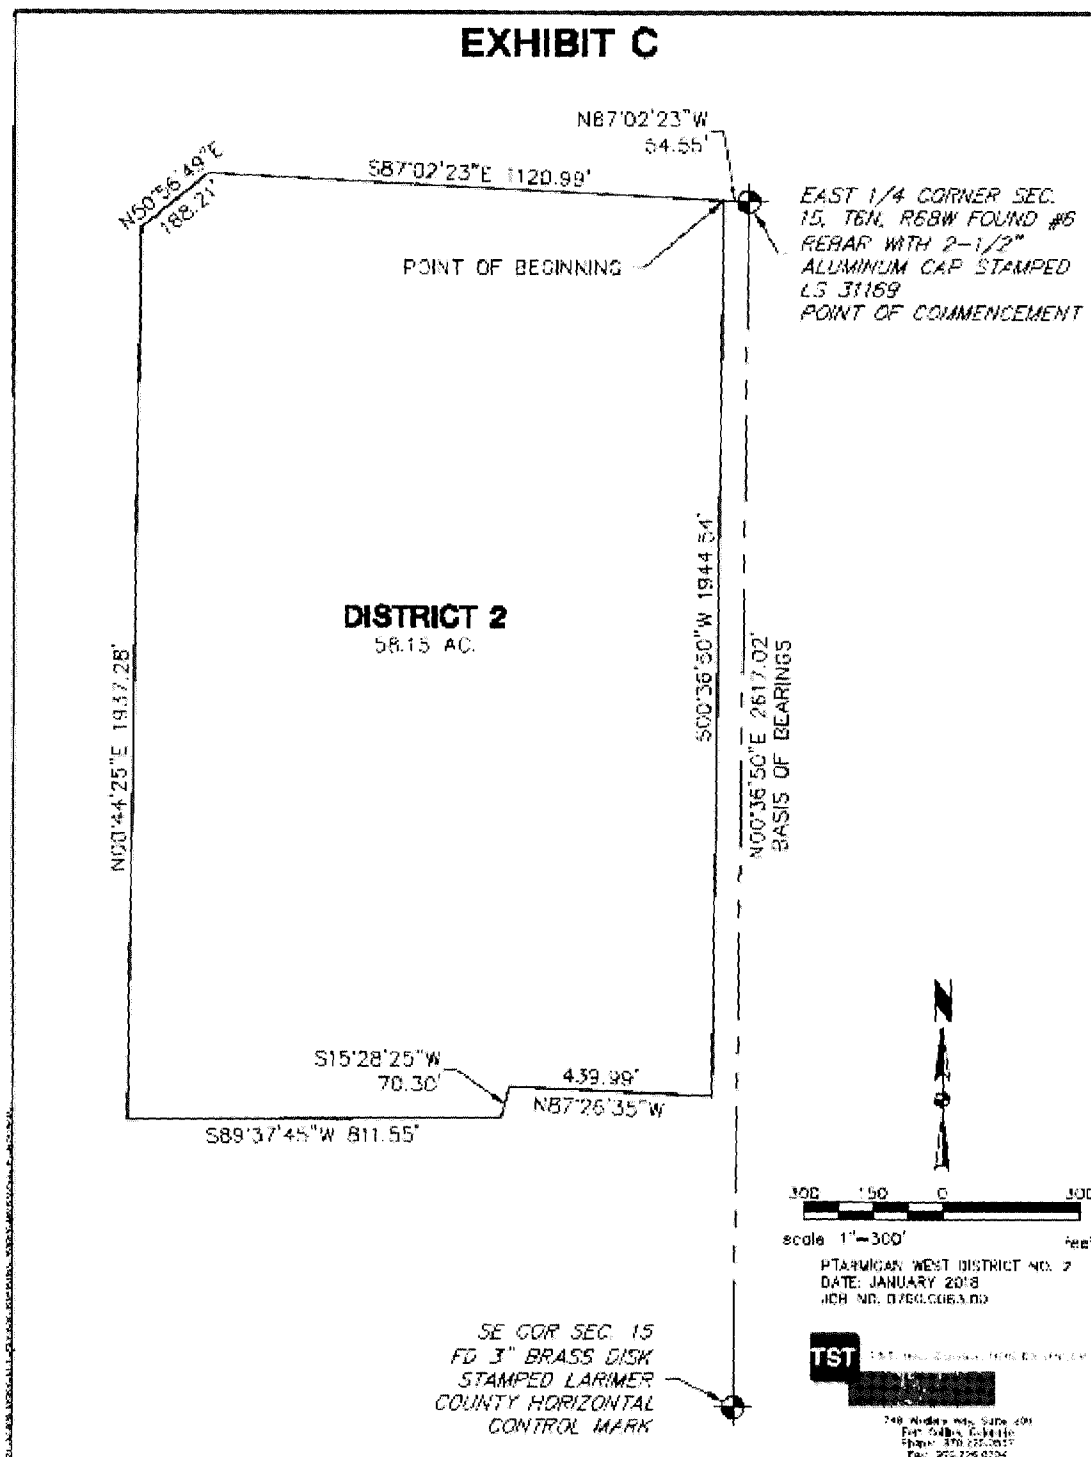 EXHIBIT C
N87°02'23"W
54.55'
S87°02'23"E 1120.99'
N50°56'49"E
188.21'
EAST 1/4 CORNER SEC.
15, T6N, R68W FOUND #6
REBAR WITH 2-1/2"
ALUMINUM CAP STAMPED
LS 31169
POINT OF COMMENCEMENT
POINT OF BEGINNING
S00°36'50"W 1944.54'
DISTRICT 2
58.15 AC.
N00°36'50"E 2617.02'
BASIS OF BEARINGS
N00°44'25"E 1937.28'
S15°28'25"W
70.30'
439.99'
N87°26'35"W
S89°37'45"W 811.55'
N
300 150 0 300
scale 1"=300' feet
PTARMIGAN WEST DISTRICT NO. 2
DATE: JANUARY 2018
JOB NO.
SE COR SEC. 15
FD 3" BRASS DISK
STAMPED LARIMER
COUNTY HORIZONTAL
CONTROL MARK
TST